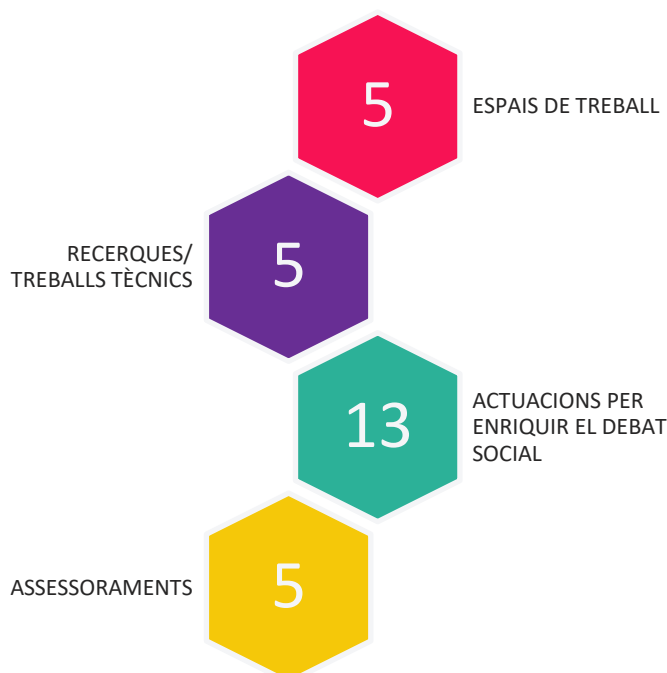 5
ESPAIS DE TREBALL
RECERQUES/
TREBALLS TÈCNICS
5
13
ACTUACIONS PER
ENRIQUIR EL DEBAT
SOCIAL
ASSESSORAMENTS
5